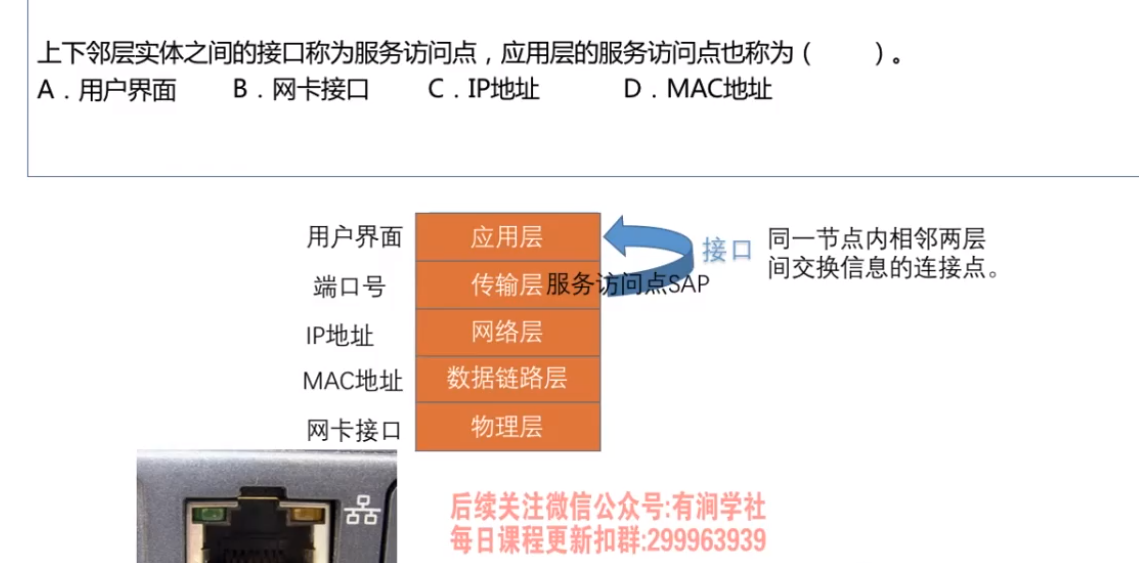 上下邻层实体之间的接口称为服务访问点，应用层的服务访问点也称为（　　）。
A．用户界面　　B．网卡接口　　C．IP地址　　D．MAC地址
用户界面　应用层
接口
同一节点内相邻两层
间交换信息的连接点。
端口号　传输层　服务访问点SAP
IP地址　网络层
MAC地址　数据链路层
网卡接口　物理层
后续关注微信公众号:有涧学社
每日课程更新扣群:299963939